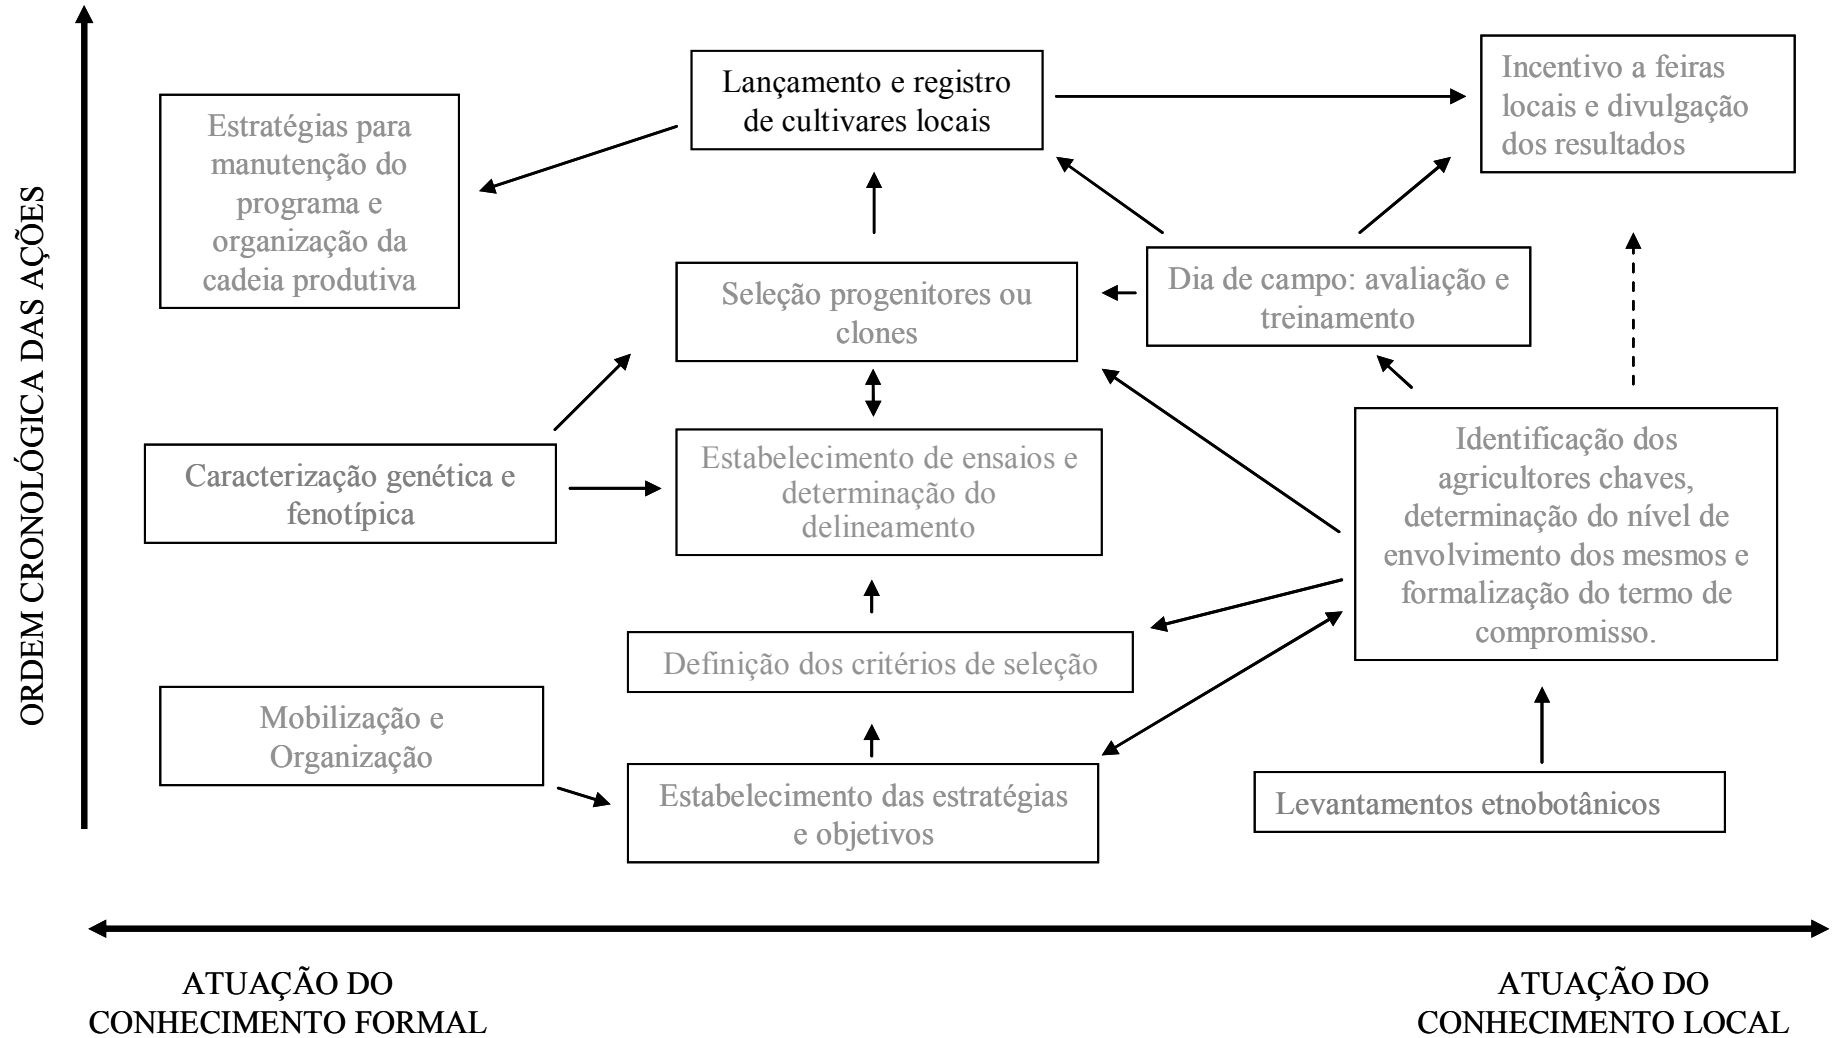 ORDEM CRONOLÓGICA DAS AÇÕES
Lançamento e registro
de cultivares locais
Incentivo a feiras
locais e divulgação
dos resultados
Estratégias para
manutenção do
programa e
organização da
cadeia produtiva
Seleção progenitores ou
clones
Dia de campo: avaliação e
treinamento
Caracterização genética e
fenotípica
Estabelecimento de ensaios e
determinação do
delineamento
Identificação dos
agricultores chaves,
determinação do nível de
envolvimento dos mesmos e
formalização do termo de
compromisso.
Definição dos critérios de seleção
Mobilização e
Organização
Estabelecimento das estratégias
e objetivos
Levantamentos etnobotânicos
ATUAÇÃO DO
CONHECIMENTO FORMAL
ATUAÇÃO DO
CONHECIMENTO LOCAL